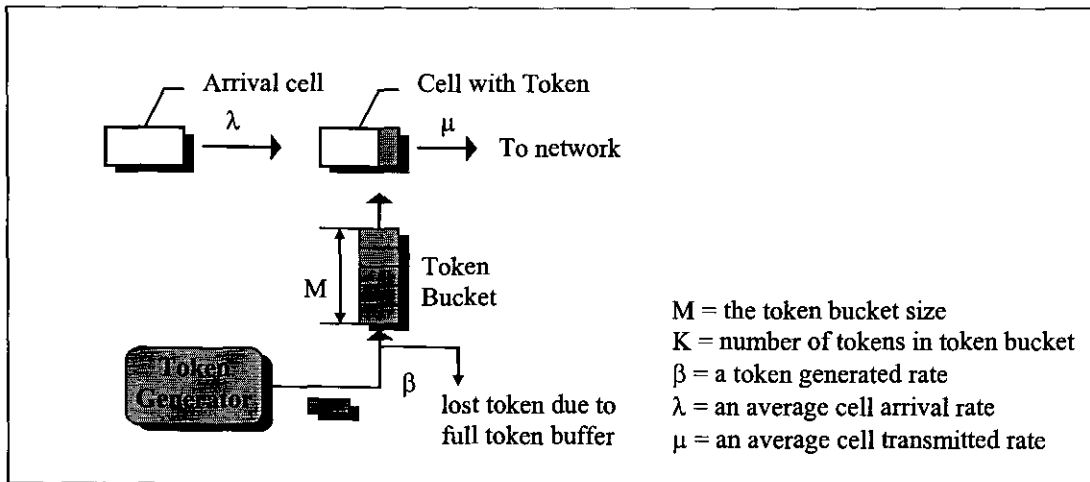 Arrival cell
Cell with Token
λ
μ
To network
M
Token
Bucket
Token
Generator
β
lost token due to
full token buffer
M = the token bucket size
K = number of tokens in token bucket
β = a token generated rate
λ = an average cell arrival rate
μ = an average cell transmitted rate